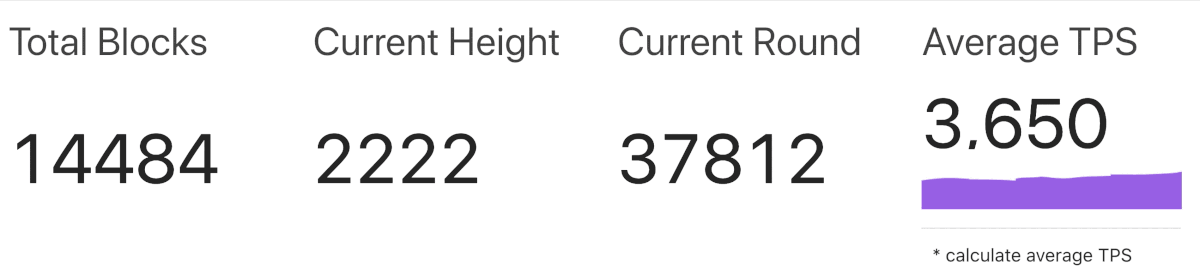 Total Blocks
14484
Current Height
2222
Current Round
37812
Average TPS
3,650
* calculate average TPS